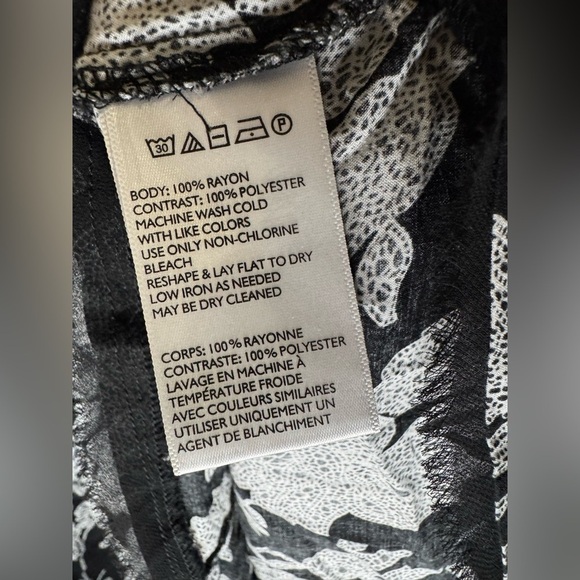 30 P
BODY: 100% RAYON
CONTRAST: 100% POLYESTER
MACHINE WASH COLD
WITH LIKE COLORS
USE ONLY NON-CHLORINE
BLEACH
RESHAPE & LAY FLAT TO DRY
LOW IRON AS NEEDED
MAY BE DRY CLEANED
CORPS: 100% RAYONNE
CONTRASTE: 100% POLYESTER
LAVAGE EN MACHINE À
TEMPÉRATURE FROIDE
AVEC COULEURS SIMILAIRES
UTILISER UNIQUEMENT UN
AGENT DE BLANCHIMENT